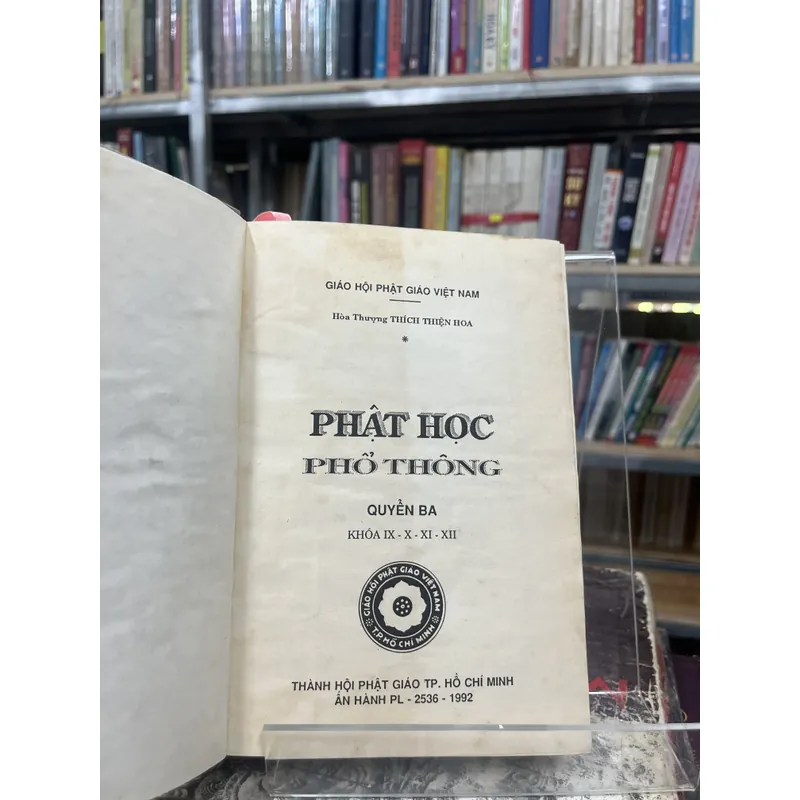 GIÁO HỘI PHẬT GIÁO VIỆT NAM
Hòa Thượng THÍCH THIỆN HOA
*
PHẬT HỌC
PHỔ THÔNG
QUYỂN BA
KHÓA IX - X - XI - XII
GIÁO HỘI PHẬT GIÁO VIỆT NAM
T.P. HỒ CHÍ MINH
THÀNH HỘI PHẬT GIÁO TP. HỒ CHÍ MINH
ẤN HÀNH PL - 2536 - 1992